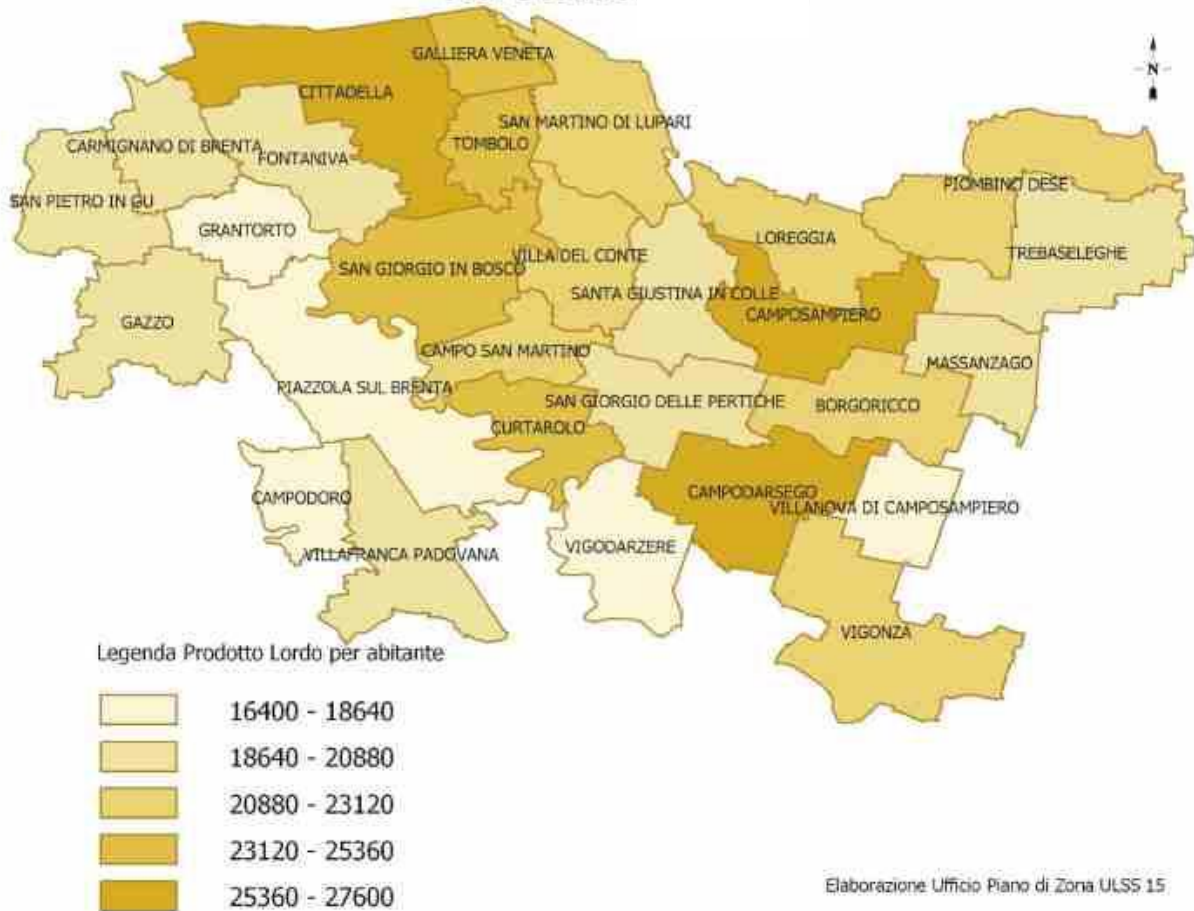 GALLIERA VENETA
CITTADELLA
SAN MARTINO DI LUPARI
TOMBOLO
CARMIGNANO DI BRENTA
FONTANIVA
N
PIOMBINO DESE
SAN PIETRO IN GU
GRANTORTO
LOREGGIA
TREBASELEGHE
SAN GIORGIO IN BOSCO
VILLA DEL CONTE
SANTA GIUSTINA IN COLLE
CAMPOSAMPIERO
GAZZO
CAMPO SAN MARTINO
MASSANZAGO
PIAZZOLA SUL BRENTA
SAN GIORGIO DELLE PERTICHE
BORGORICCO
CURTAROLO
CAMPODORO
CAMPODARSEGO
VILLANOVA DI CAMPOSAMPIERO
VILLAFRANCA PADOVANA
VIGODARZERE
VIGONZA
Legenda Prodotto Lordo per abitante
16400 - 18640
18640 - 20880
20880 - 23120
23120 - 25360
25360 - 27600
Elaborazione Ufficio Piano di Zona ULSS 15